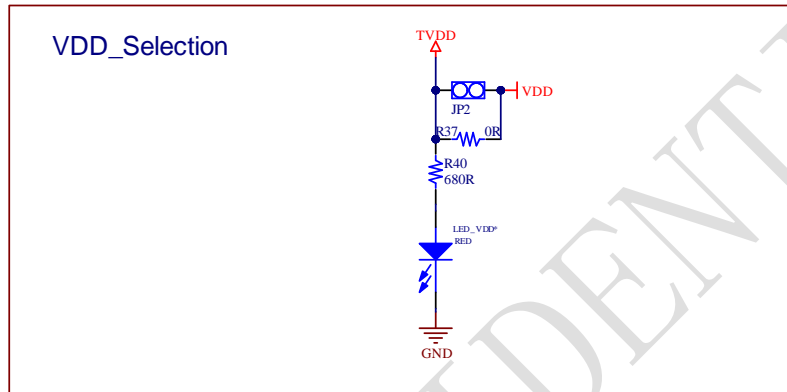 VDD_Selection
TVDD
VDD
JP2
R37 0R
R40
680R
LED_VDD*
RED
GND